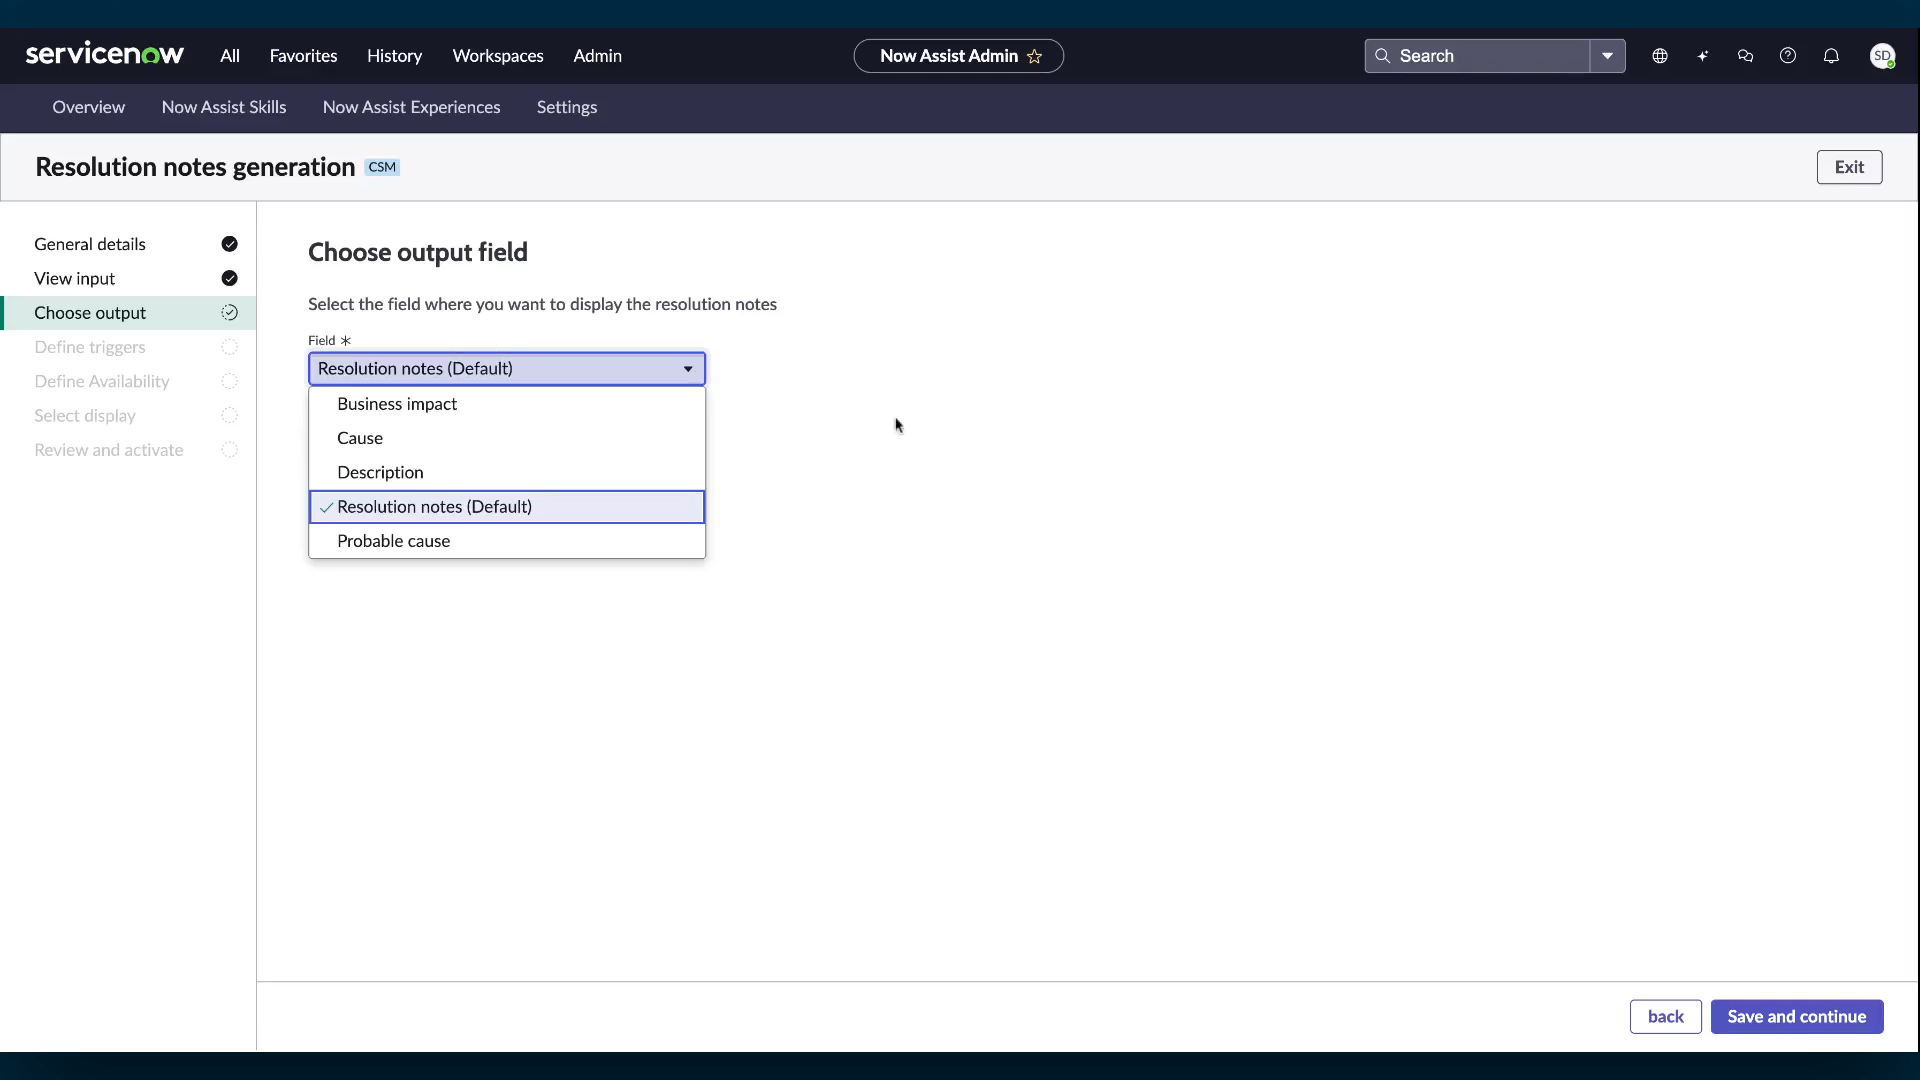 servicenow All Favorites History Workspaces Admin Now Assist Admin Search SD
Overview Now Assist Skills Now Assist Experiences Settings
Resolution notes generation CSM Exit
General details
View input
Choose output
Define triggers
Define Availability
Select display
Review and activate
Choose output field
Select the field where you want to display the resolution notes
Field *
Resolution notes (Default)
Business impact
Cause
Description
Resolution notes (Default)
Probable cause
back Save and continue